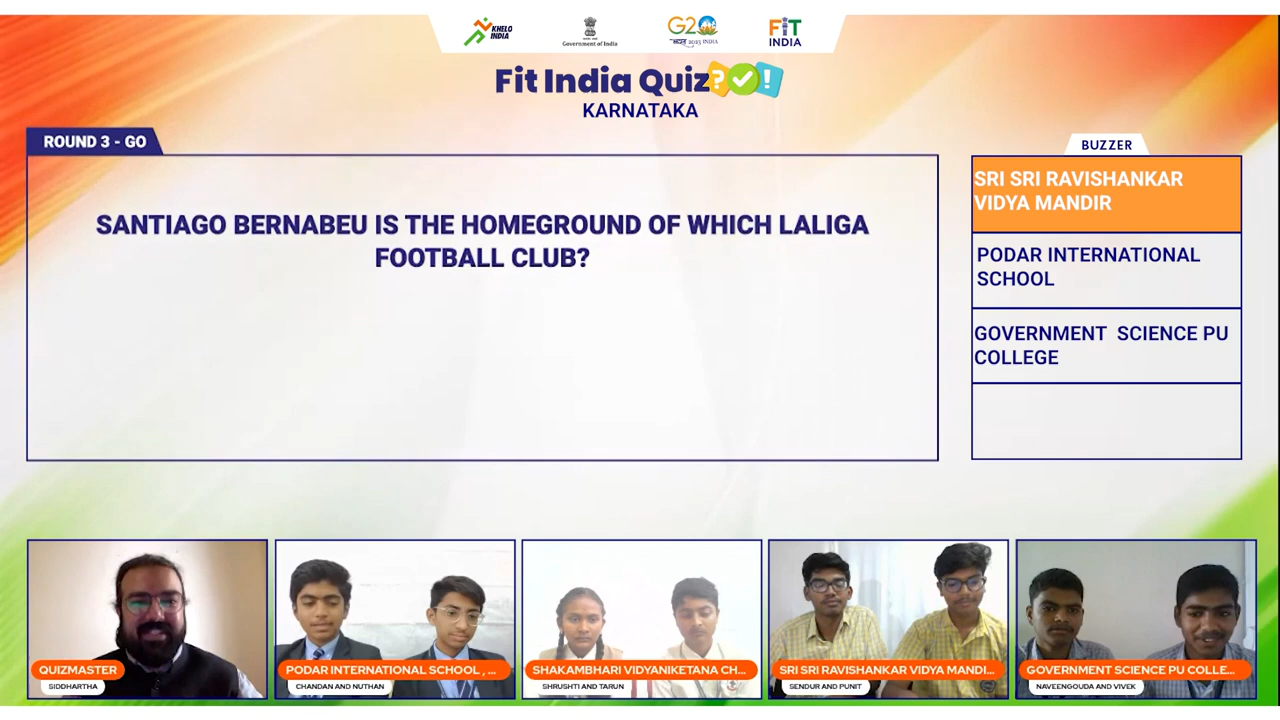 KHELO
INDIA
Government of India
G20
2023 INDIA
FiT
INDIA
Fit India Quiz?!
KARNATAKA
ROUND 3 - GO
SANTIAGO BERNABEU IS THE HOMEGROUND OF WHICH LALIGA
FOOTBALL CLUB?
BUZZER
SRI SRI RAVISHANKAR
VIDYA MANDIR
PODAR INTERNATIONAL
SCHOOL
GOVERNMENT SCIENCE PU
COLLEGE
QUIZMASTER
SIDDHARTHA
PODAR INTERNATIONAL SCHOOL , ...
CHANDAN AND NUTHAN
SHAKAMBHARI VIDYANIKETANA CH...
SHRUSHTI AND TARUN
SRI SRI RAVISHANKAR VIDYA MANDI...
SENDUR AND PUNIT
GOVERNMENT SCIENCE PU COLLE...
NAVEENGOUDA AND VIVEK